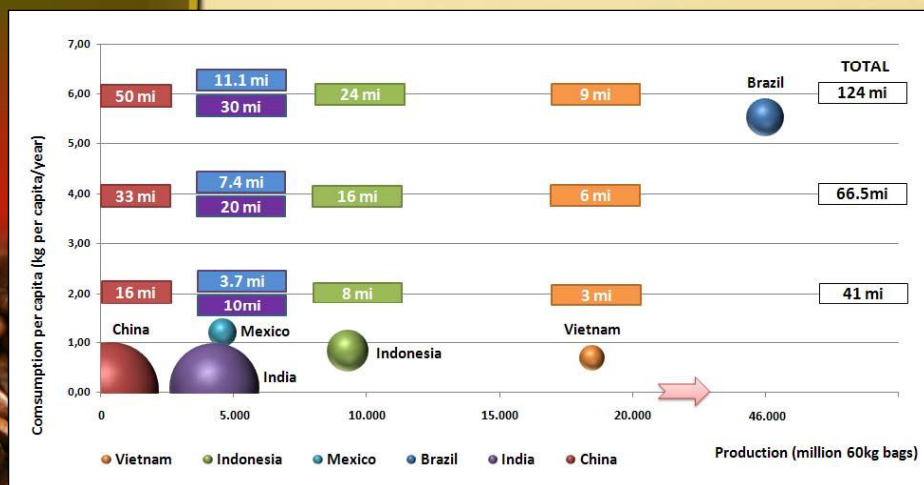 Comsumption per capita (kg per capita/year)
7,00
6,00
5,00
4,00
3,00
2,00
1,00
0,00
11.1 mi
50 mi
30 mi
24 mi
9 mi
Brazil
TOTAL
124 mi
7.4 mi
33 mi
20 mi
16 mi
6 mi
66.5mi
3.7 mi
16 mi
10mi
8 mi
3 mi
41 mi
China
Mexico
India
Indonesia
Vietnam
0
5.000
10.000
15.000
20.000
46.000
Production (million 60kg bags)
Vietnam
Indonesia
Mexico
Brazil
India
China